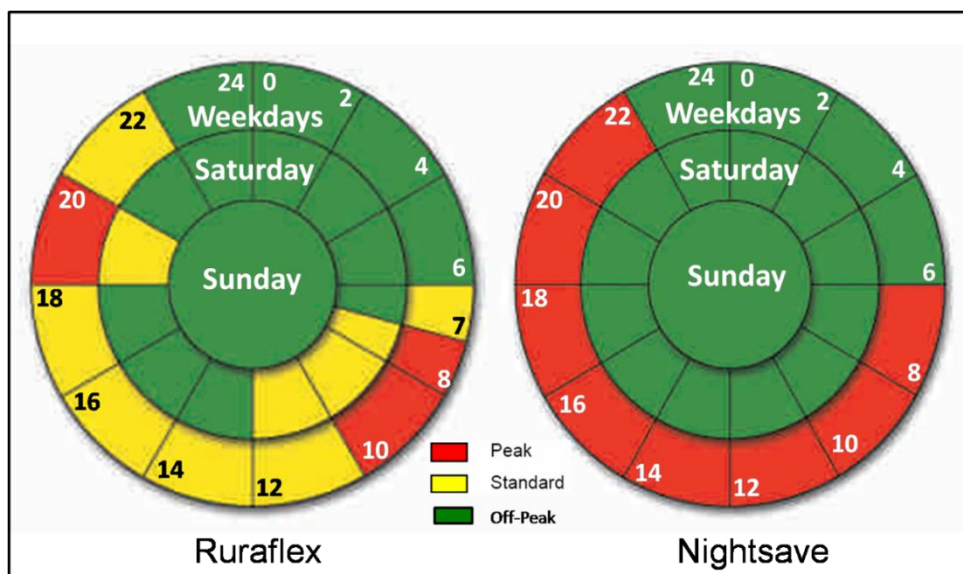 24 0
2
22 Weekdays
Saturday
4
20
6
Sunday
18
7
8
16
10
14
12
24 0
2
22 Weekdays
Saturday
4
20
6
Sunday
18
8
16
10
14
12
Peak
Standard
Off-Peak
Ruraflex
Nightsave